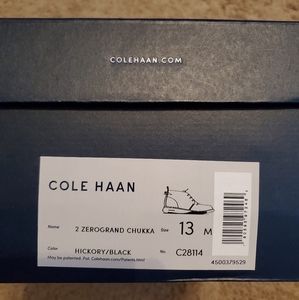 COLEHAAN.COM
COLE HAAN
Name 2 ZEROGRAND CHUKKA Size 13 M
Color HICKORY/BLACK No. C28114
May be patented. Pat. Colehaan.com/Patents.html
4500379529